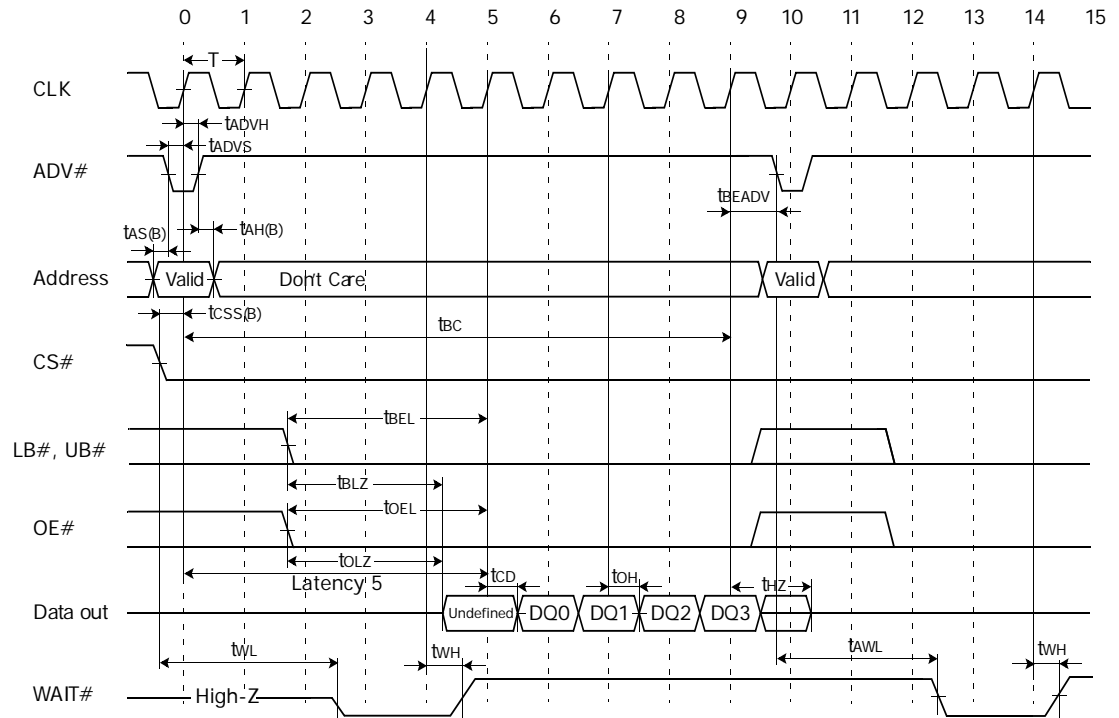 0 1 2 3 4 5 6 7 8 9 10 11 12 13 14 15
T
CLK
tADVH
tADVS
ADV#
tBEADV
tAS(B) tAH(B)
Address Valid Don't Care Valid
tCSS(B)
tBC
CS#
tBEL
LB#, UB#
tBLZ
tOEL
OE#
tOLZ
Latency 5 tCD tOH tHZ
Data out Undefined DQ0 DQ1 DQ2 DQ3
tWL tWH tAWL tWH
WAIT# High-Z